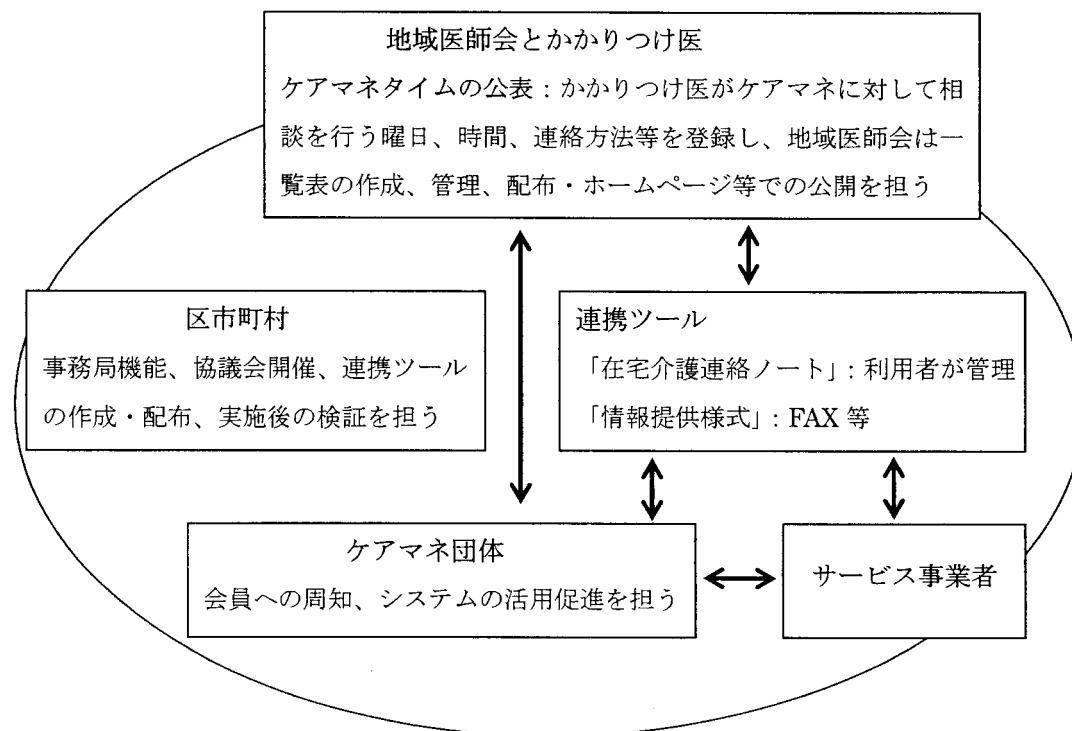 地域医師会とかかりつけ医
ケアマネタイムの公表：かかりつけ医がケアマネに対して相
談を行う曜日、時間、連絡方法等を登録し、地域医師会は一
覧表の作成、管理、配布・ホームページ等での公開を担う
区市町村
事務局機能、協議会開催、連携ツール
の作成・配布、実施後の検証を担う
連携ツール
「在宅介護連絡ノート」：利用者が管理
「情報提供様式」：FAX 等
ケアマネ団体
会員への周知、システムの活用促進を担う
サービス事業者